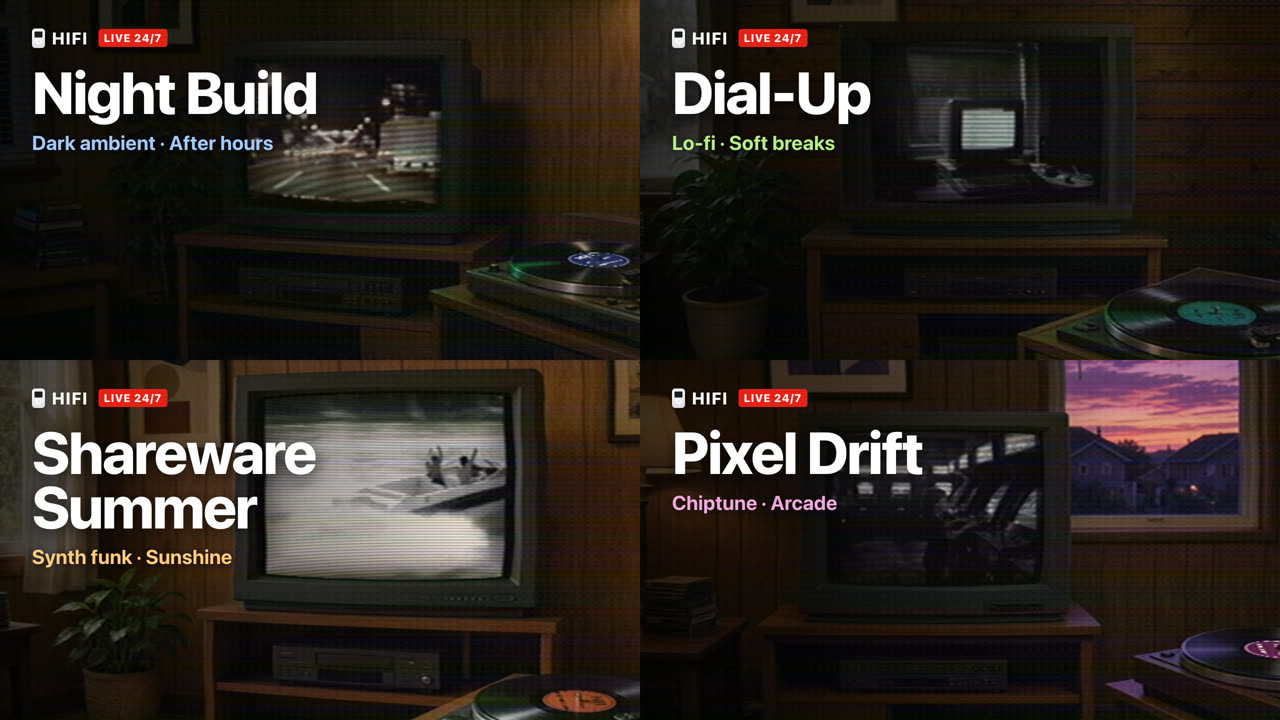 HIFI LIVE 24/7
Night Build
Dark ambient · After hours
HIFI LIVE 24/7
Dial-Up
Lo-fi · Soft breaks
HIFI LIVE 24/7
Shareware
Summer
Synth funk · Sunshine
HIFI LIVE 24/7
Pixel Drift
Chiptune · Arcade